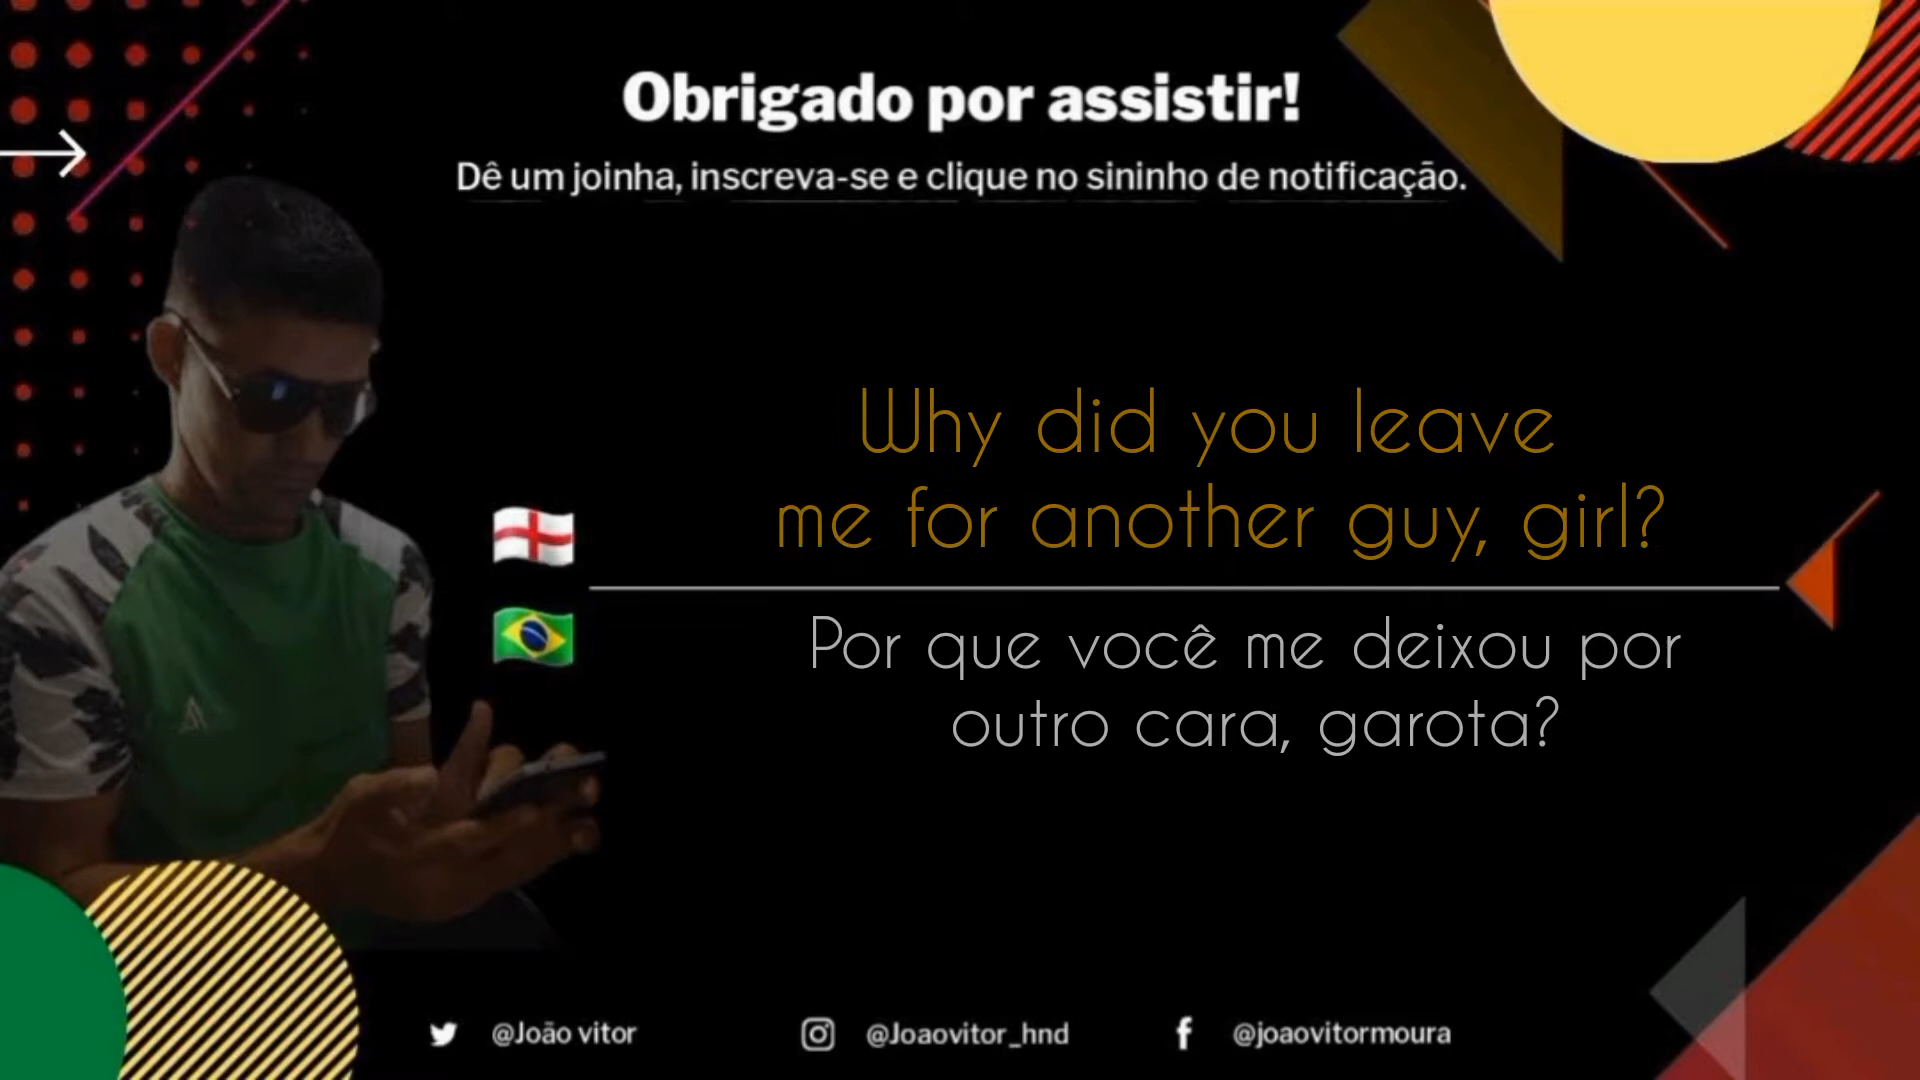 Obrigado por assistir!
Dê um joinha, inscreva-se e clique no sininho de notificação.
Why did you leave
me for another guy, girl?
Por que você me deixou por
outro cara, garota?
@João vitor
@Joaovitor_hnd
@joaovitormoura